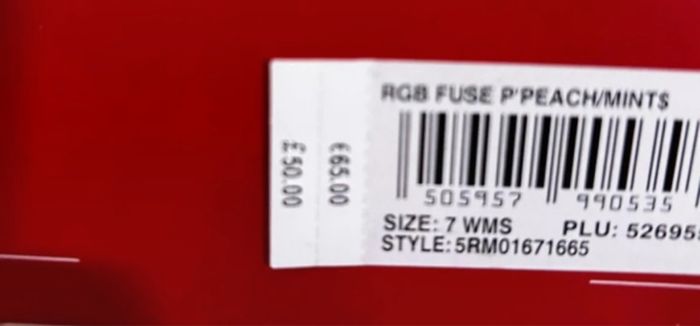 RGB FUSE P'PEACH/MINT$
505957 990535
SIZE: 7 WMS PLU: 52695
STYLE: 5RM01671665
€65.00
£50.00